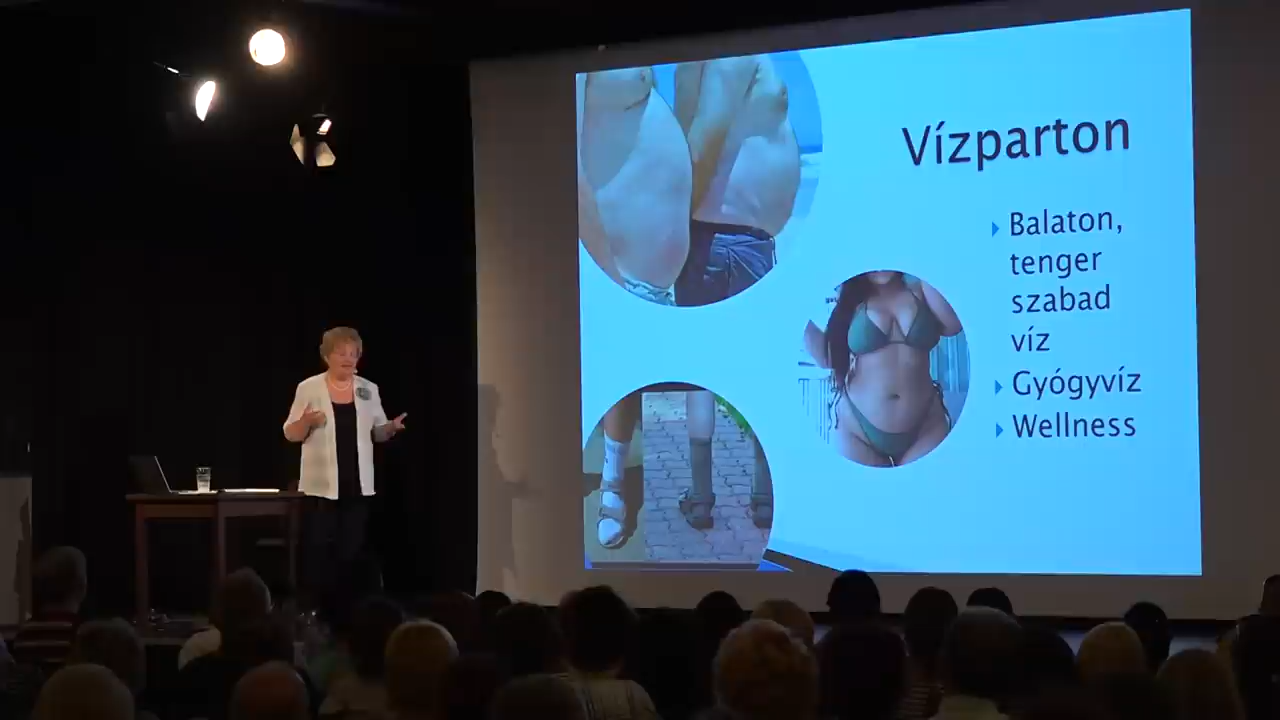 Vízparton
Balaton,
tenger
szabad
víz
Gyógyvíz
Wellness